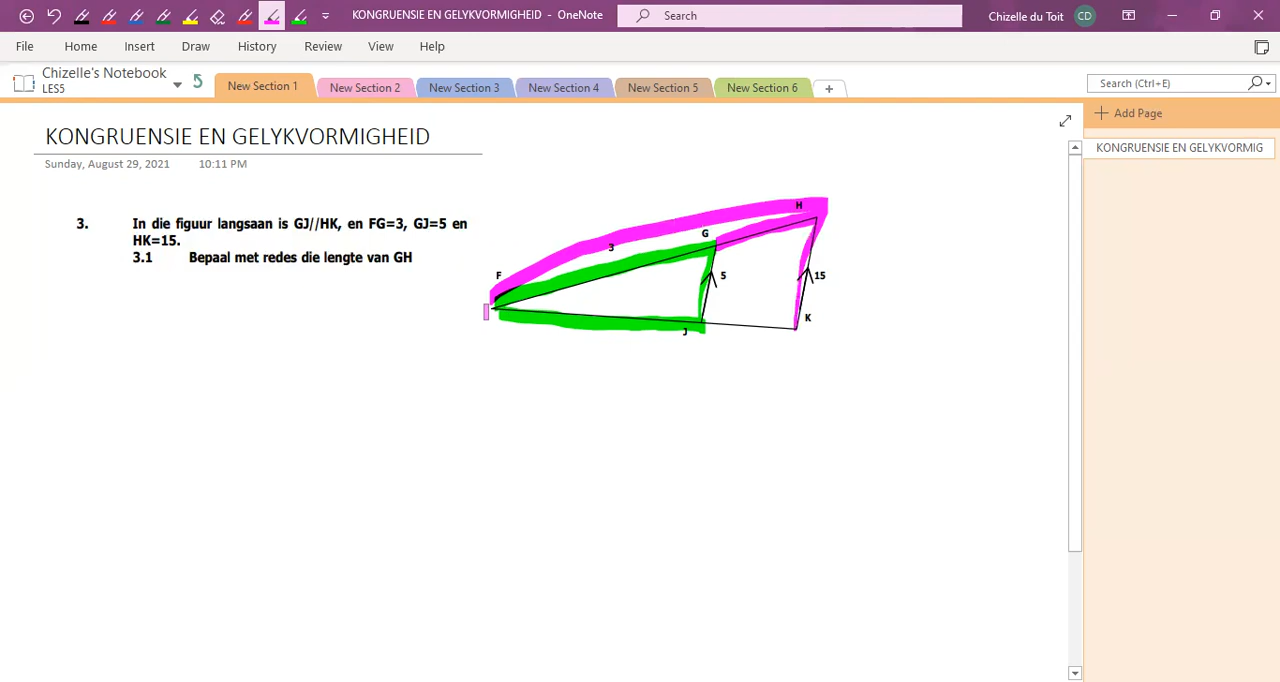 KONGRUENSIE EN GELYKVORMIGHEID - OneNote
Search
Chizelle du Toit
CD
File Home Insert Draw History Review View Help
Chizelle's Notebook
LES5
New Section 1 New Section 2 New Section 3 New Section 4 New Section 5 New Section 6 +
Search (Ctrl+E)
Add Page
KONGRUENSIE EN GELYKVORMIG
KONGRUENSIE EN GELYKVORMIGHEID
Sunday, August 29, 2021 10:11 PM
3. In die figuur langsaan is GJ//HK, en FG=3, GJ=5 en
HK=15.
3.1 Bepaal met redes die lengte van GH
H
G
3
F
5
15
K
J